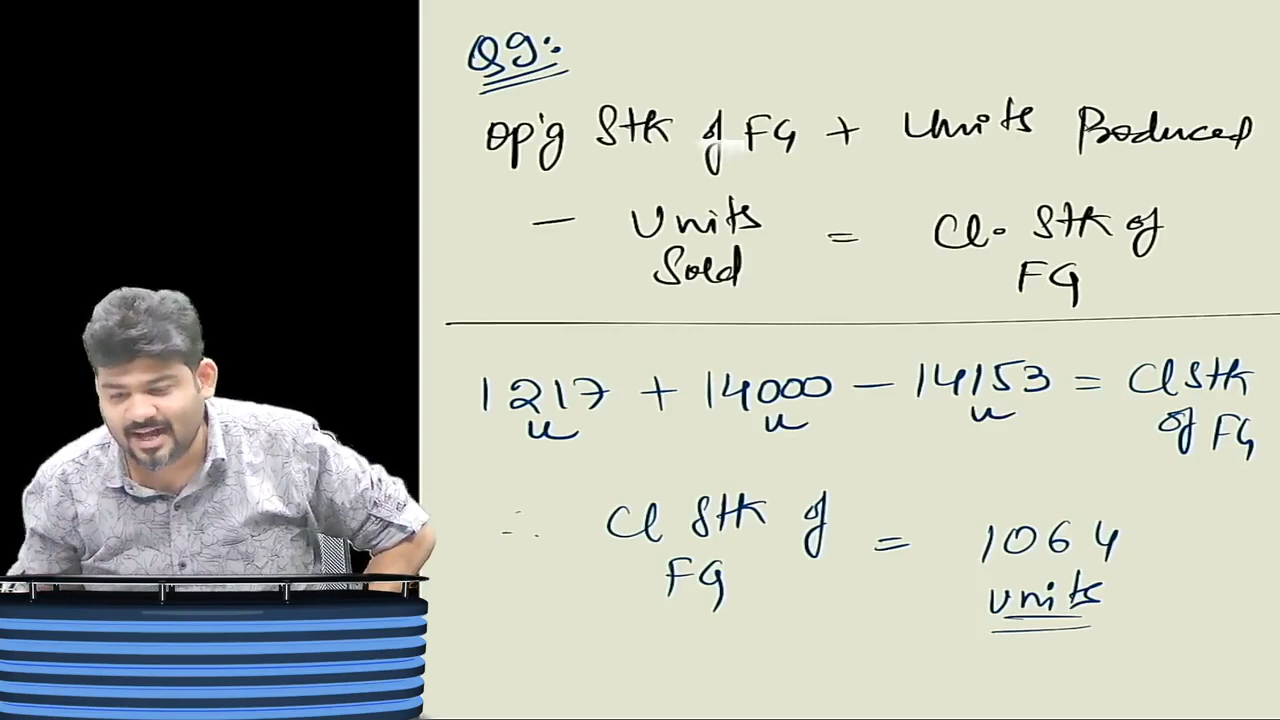 Q9:
Op'g Stk of FG + Units Produced
- Units Sold = Cl. Stk of FG
1217 u + 14000 u - 14153 u = Cl Stk of FG
∴ Cl Stk of FG = 1064 units